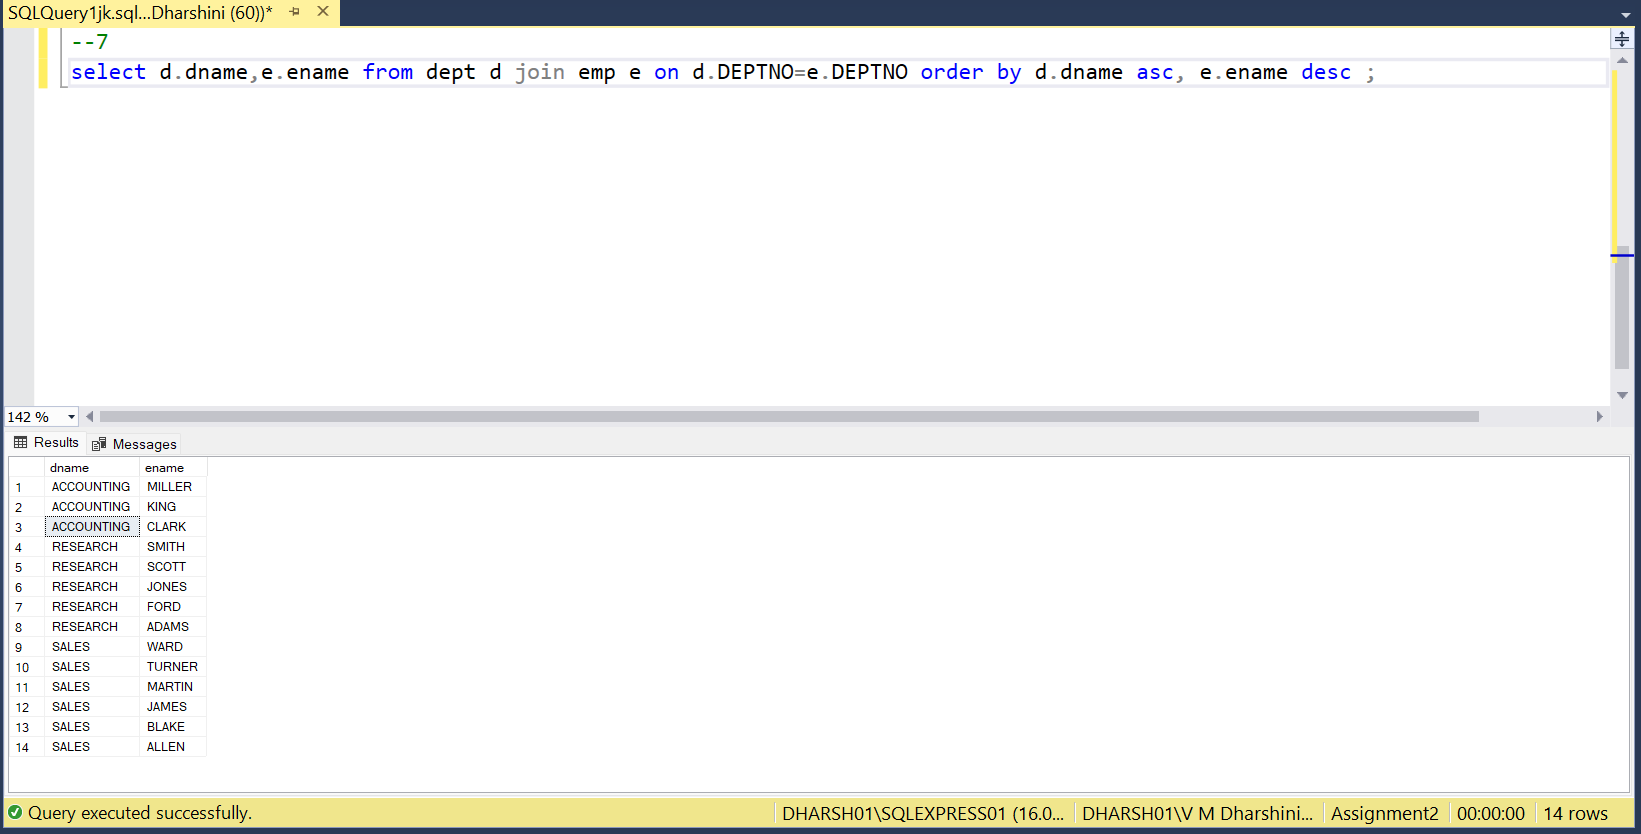 SQLQuery1jk.sql...Dharshini (60))*
--7
select d.dname,e.ename from dept d join emp e on d.DEPTNO=e.DEPTNO order by d.dname asc, e.ename desc ;
142 %
Results Messages
dname ename
1 ACCOUNTING MILLER
2 ACCOUNTING KING
3 ACCOUNTING CLARK
4 RESEARCH SMITH
5 RESEARCH SCOTT
6 RESEARCH JONES
7 RESEARCH FORD
8 RESEARCH ADAMS
9 SALES WARD
10 SALES TURNER
11 SALES MARTIN
12 SALES JAMES
13 SALES BLAKE
14 SALES ALLEN
Query executed successfully. DHARSH01\SQLEXPRESS01 (16.0... DHARSH01\V M Dharshini... Assignment2 00:00:00 14 rows